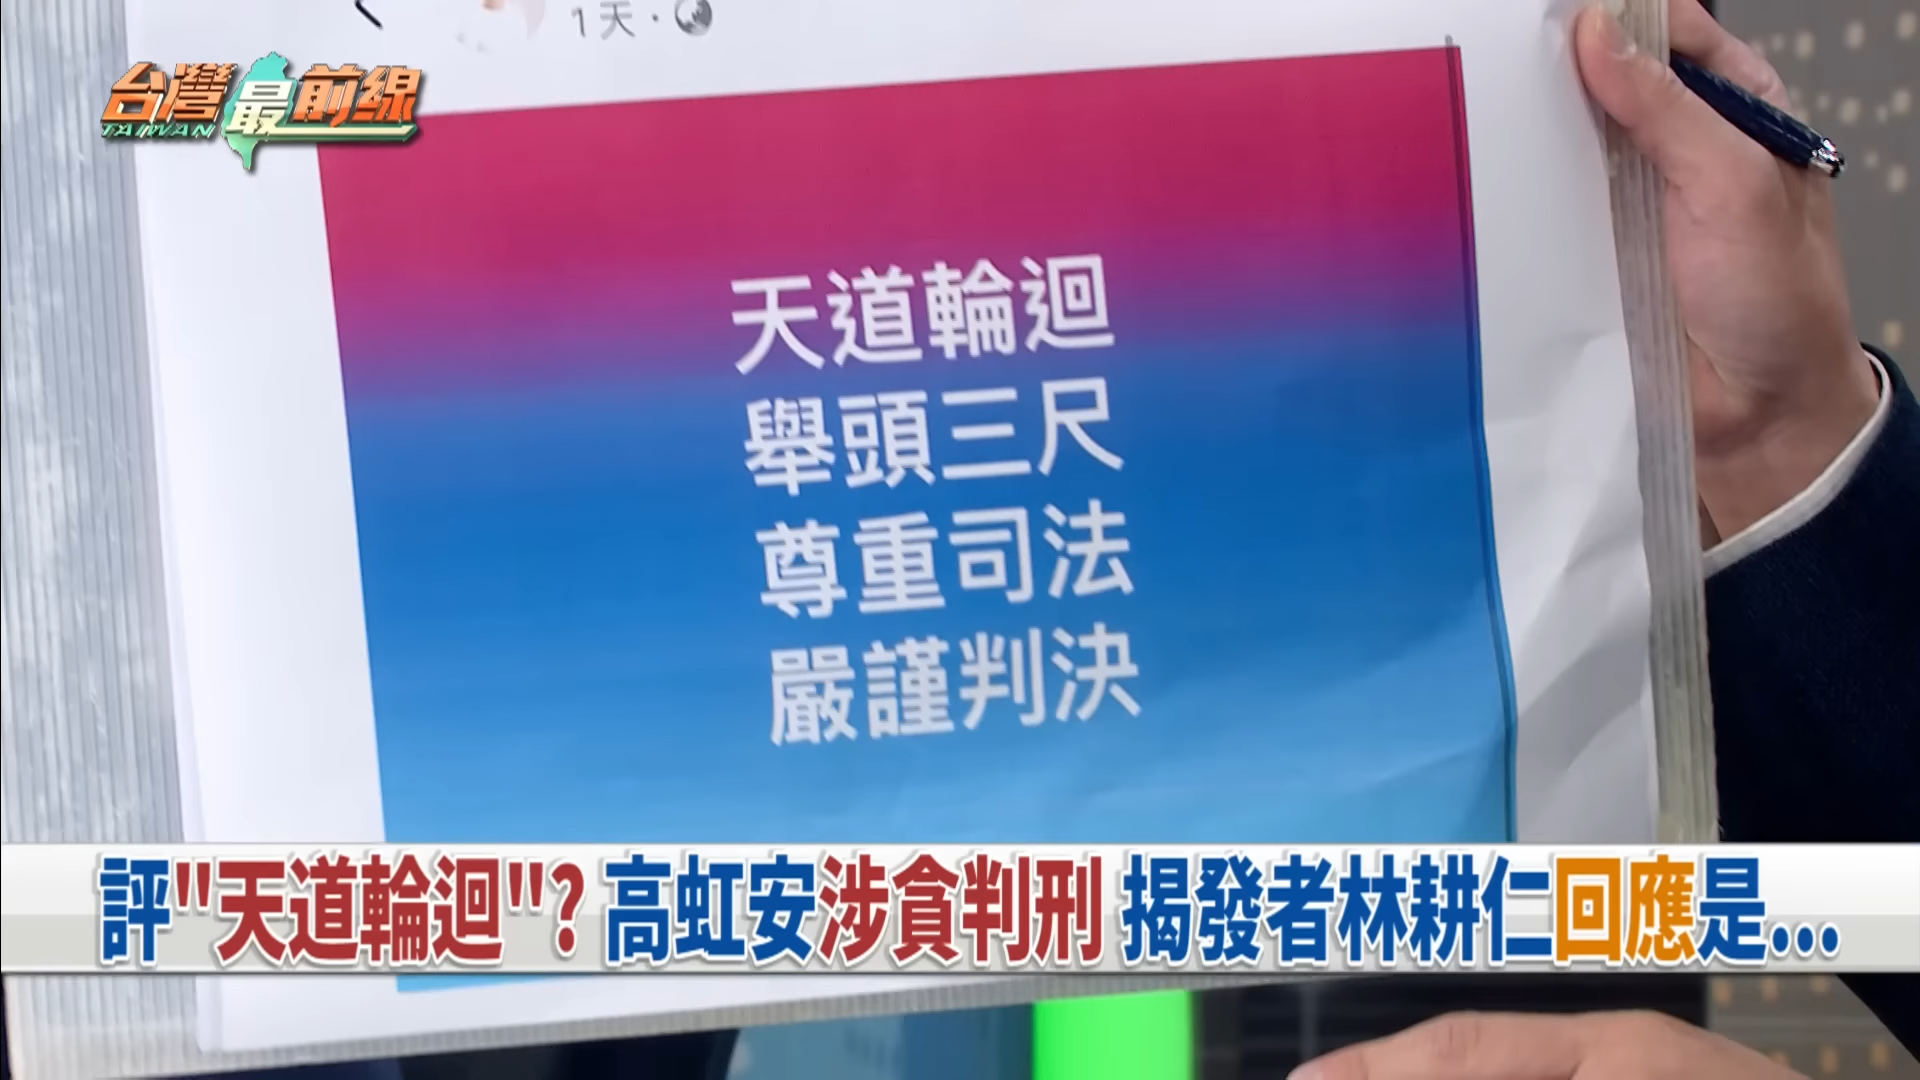 1天·
台灣最前線
TAIWAN
天道輪迴
舉頭三尺
尊重司法
嚴謹判決
評"天道輪迴"? 高虹安涉貪判刑 揭發者林耕仁回應是...